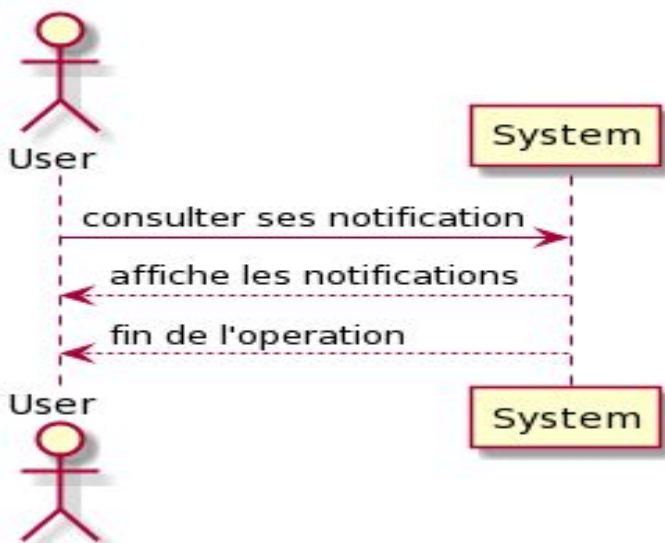 User
System
consulter ses notification
affiche les notifications
fin de l'operation
User
System